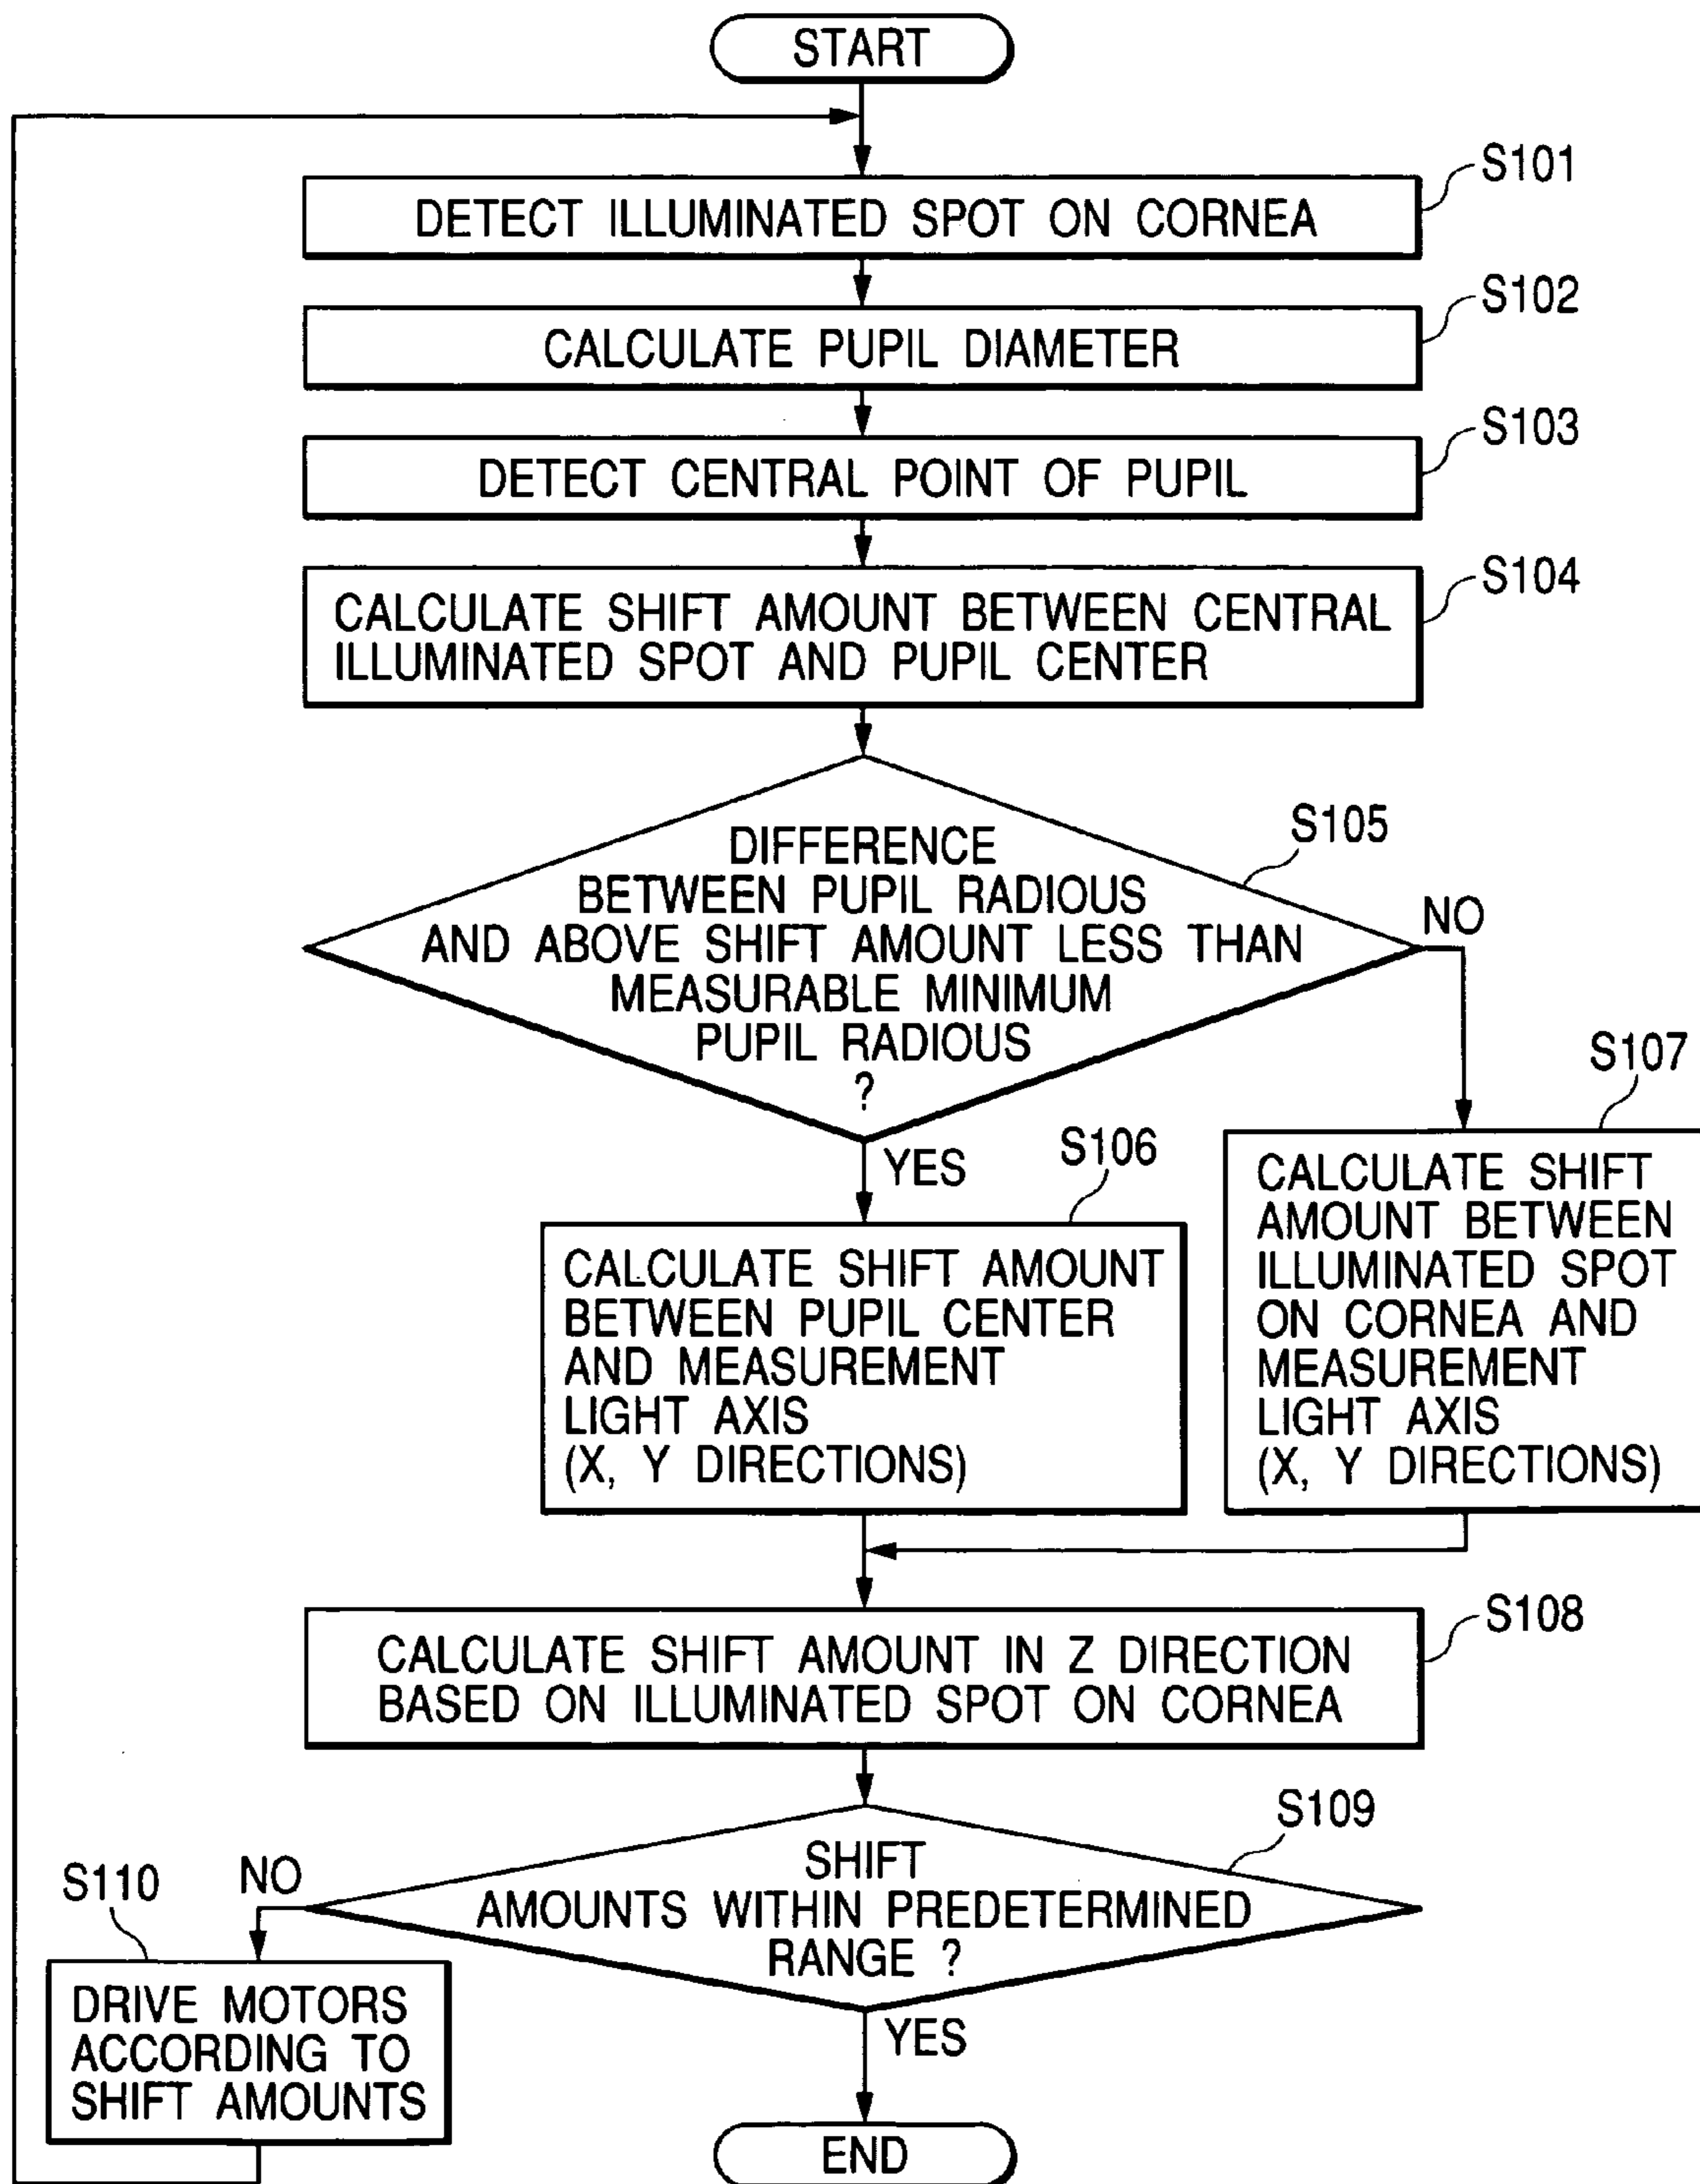 START
S101
DETECT ILLUMINATED SPOT ON CORNEA
S102
CALCULATE PUPIL DIAMETER
S103
DETECT CENTRAL POINT OF PUPIL
S104
CALCULATE SHIFT AMOUNT BETWEEN CENTRAL
ILLUMINATED SPOT AND PUPIL CENTER
S105
DIFFERENCE
BETWEEN PUPIL RADIOUS
AND ABOVE SHIFT AMOUNT LESS THAN
MEASURABLE MINIMUM
PUPIL RADIOUS
?
NO
YES
S106
CALCULATE SHIFT AMOUNT
BETWEEN PUPIL CENTER
AND MEASUREMENT
LIGHT AXIS
(X, Y DIRECTIONS)
S107
CALCULATE SHIFT
AMOUNT BETWEEN
ILLUMINATED SPOT
ON CORNEA AND
MEASUREMENT
LIGHT AXIS
(X, Y DIRECTIONS)
S108
CALCULATE SHIFT AMOUNT IN Z DIRECTION
BASED ON ILLUMINATED SPOT ON CORNEA
S109
SHIFT
AMOUNTS WITHIN PREDETERMINED
RANGE ?
NO
S110
DRIVE MOTORS
ACCORDING TO
SHIFT AMOUNTS
YES
END